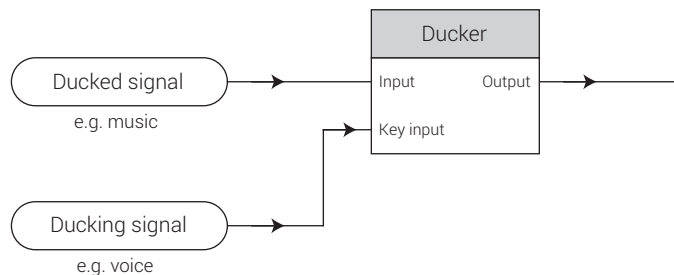 Ducker
Ducked signal
Input
Output
e.g. music
Key input
Ducking signal
e.g. voice